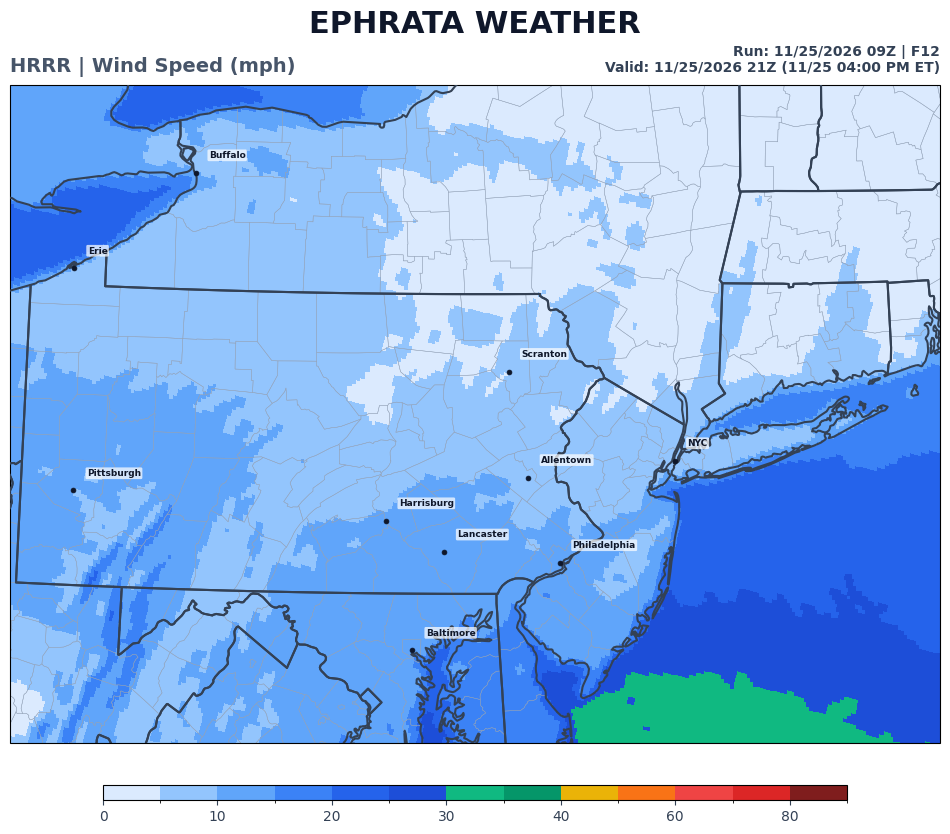 EPHRATA WEATHER
HRRR | Wind Speed (mph)
Run: 11/25/2026 09Z | F12
Valid: 11/25/2026 21Z (11/25 04:00 PM ET)
Buffalo
Erie
Scranton
NYC
Allentown
Pittsburgh
Harrisburg
Lancaster
Philadelphia
Baltimore
0 10 20 30 40 50 60 70 80